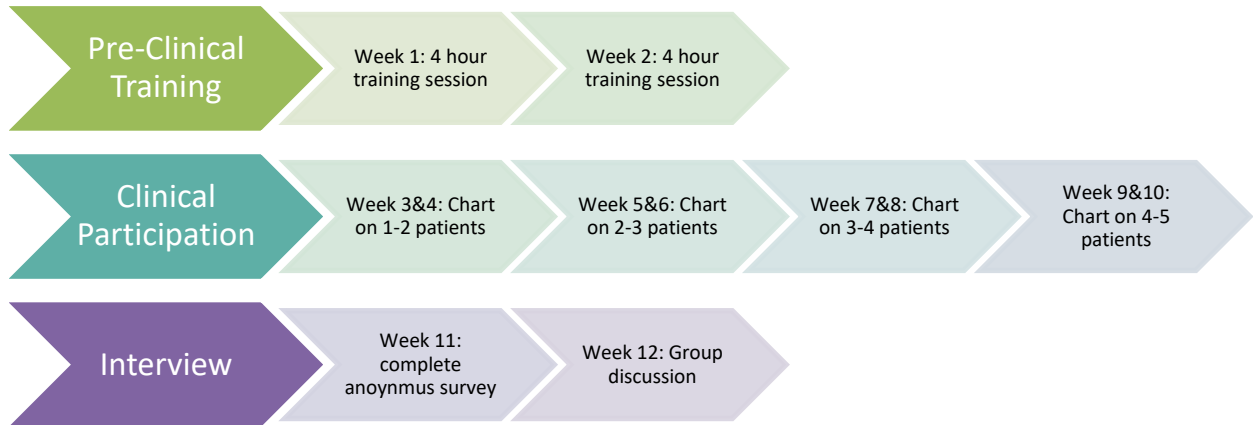 Pre-Clinical
Training
Week 1: 4 hour
training session
Week 2: 4 hour
training session
Clinical
Participation
Week 3&4: Chart
on 1-2 patients
Week 5&6: Chart
on 2-3 patients
Week 7&8: Chart
on 3-4 patients
Week 9&10:
Chart on 4-5
patients
Interview
Week 11:
complete
anoynmus survey
Week 12: Group
discussion